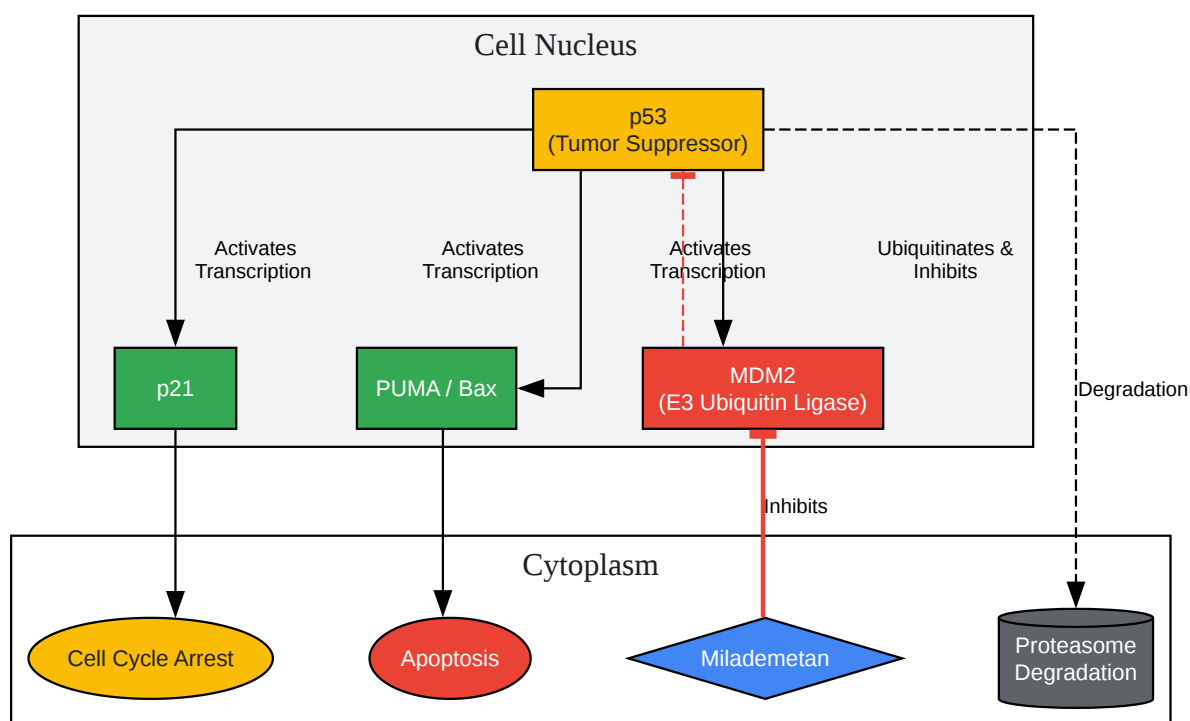 Cell Nucleus
p53
(Tumor Suppressor)
Activates
Transcription
Activates
Transcription
Activates
Transcription
Ubiquitinates &
Inhibits
p21
PUMA / Bax
MDM2
(E3 Ubiquitin Ligase)
Degradation
Inhibits
Cytoplasm
Cell Cycle Arrest
Apoptosis
Milademetan
Proteasome
Degradation